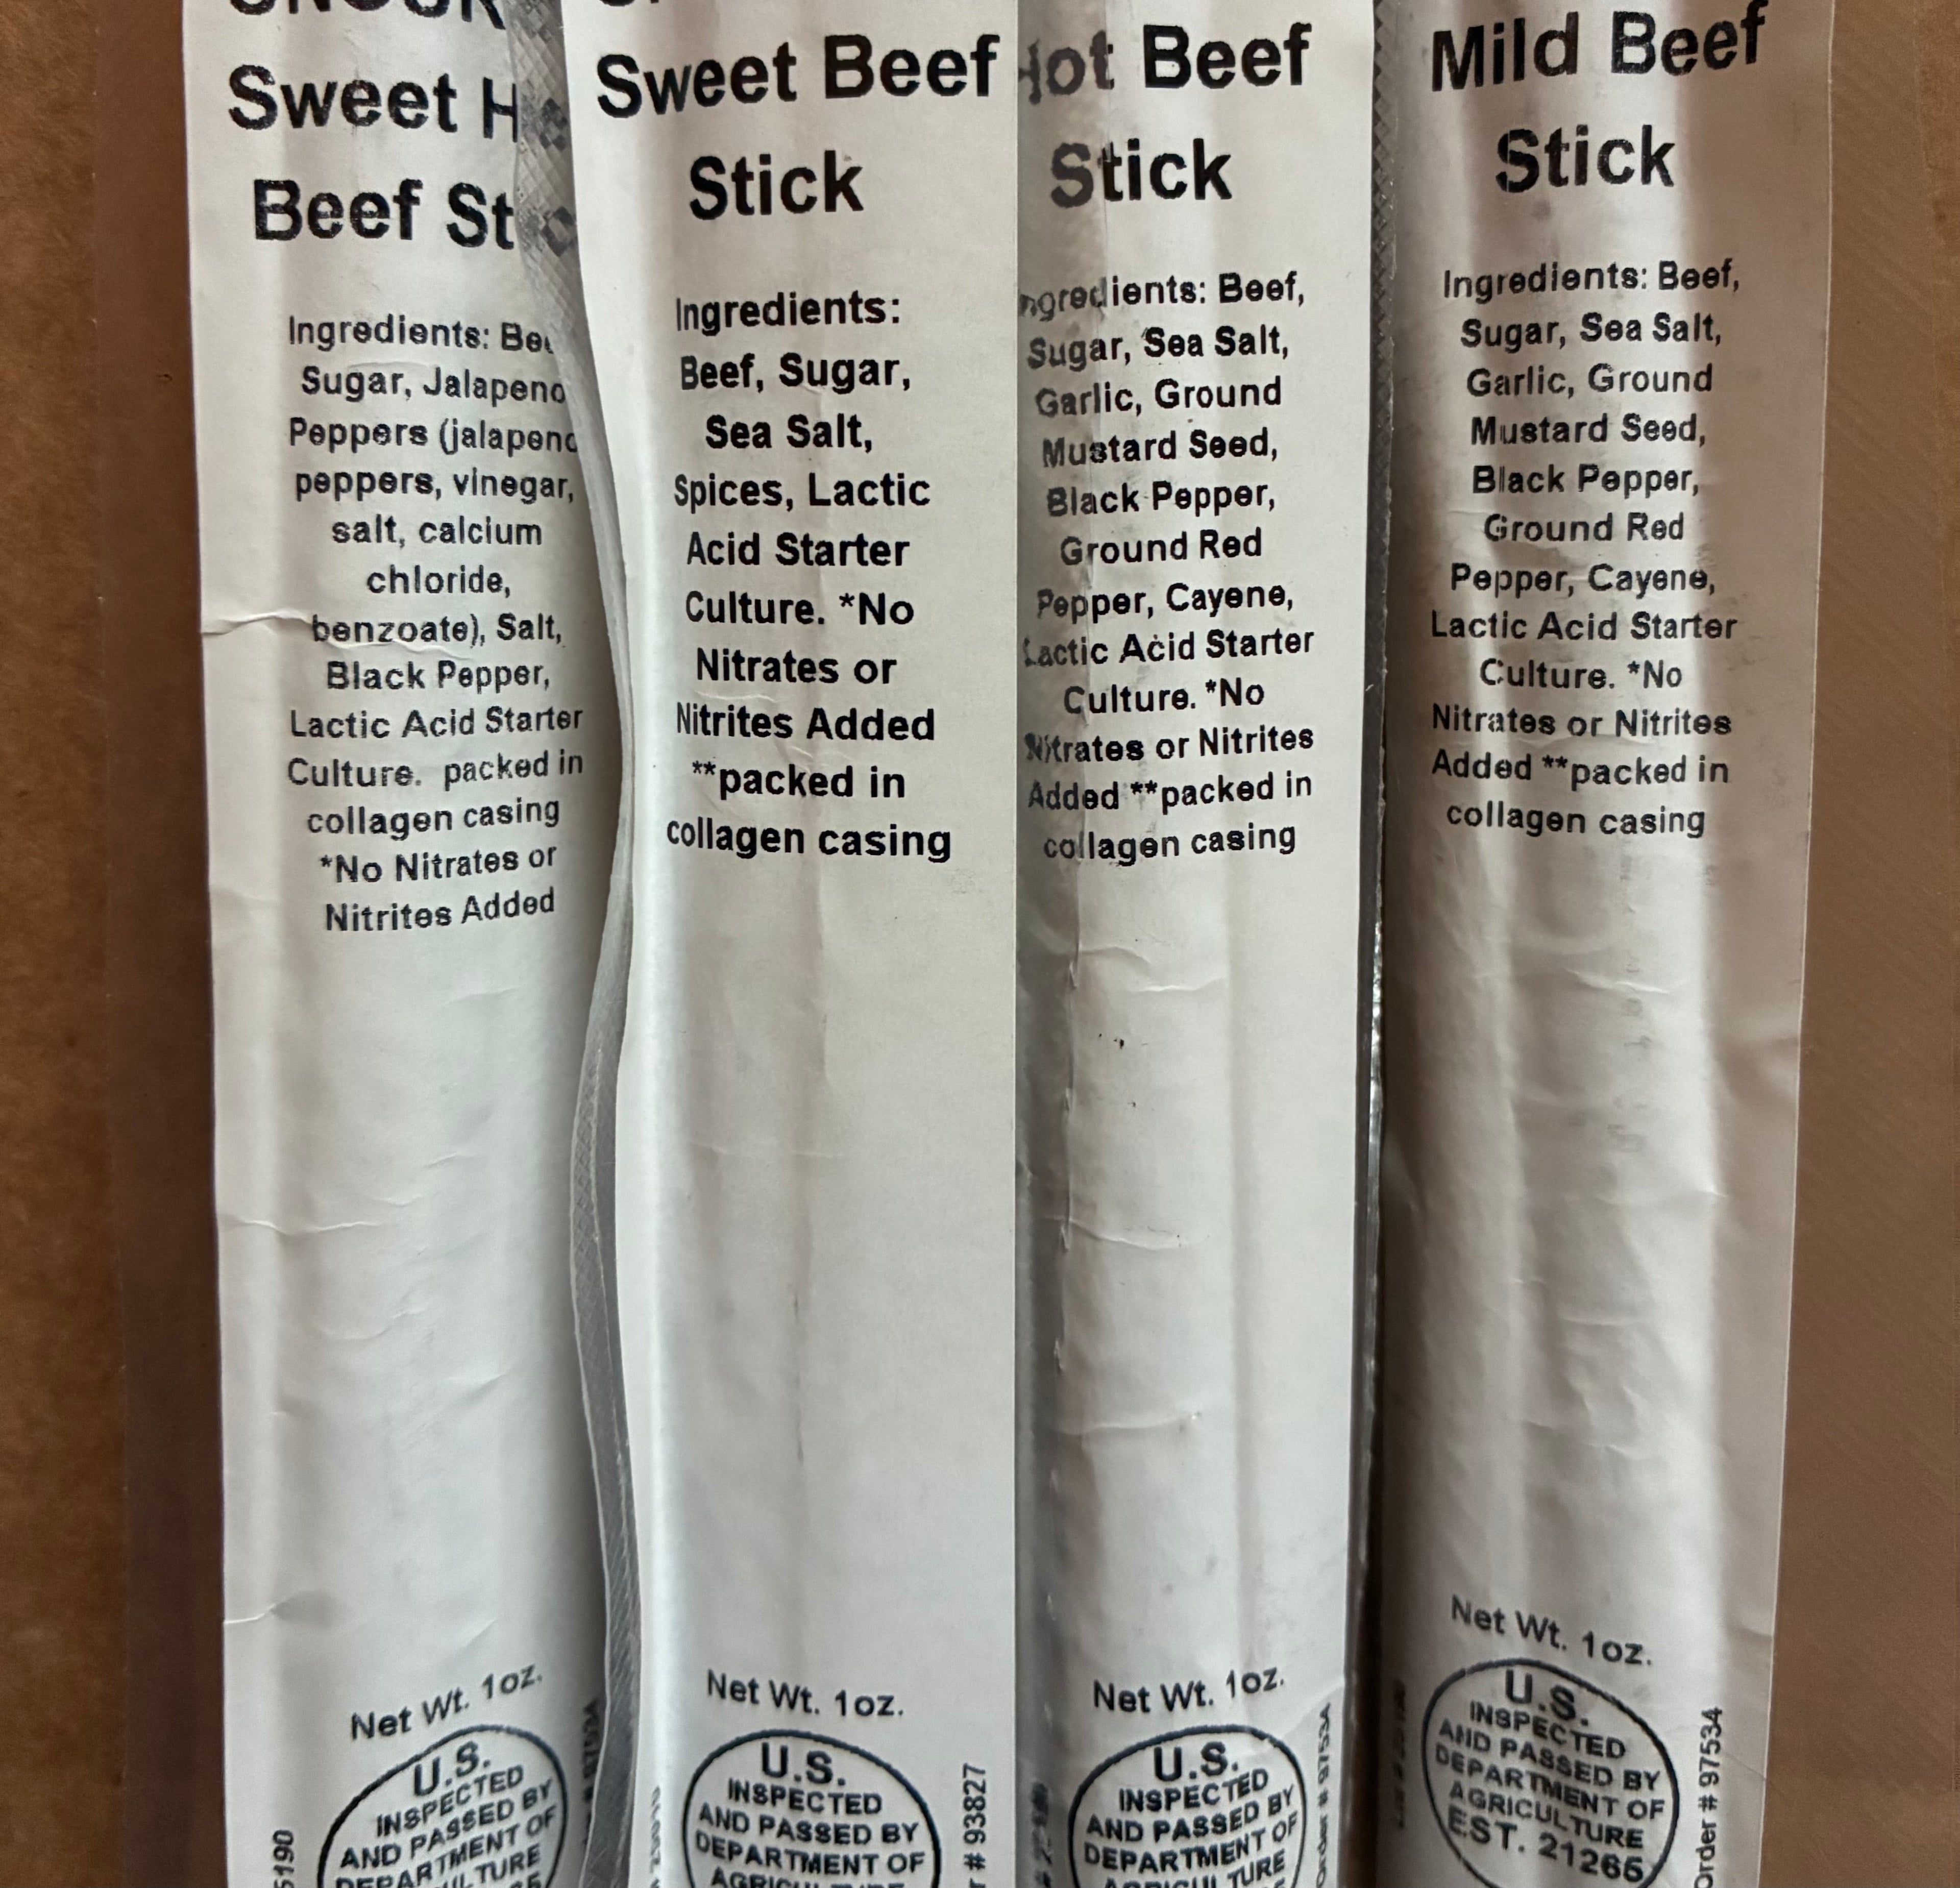 Sweet
Beef
Ingredients:
Sugar, Jalapeno
Peppers (jalapeno
peppers, vinegar,
salt, calcium
chloride,
benzoate), Salt,
Black Pepper,
Lactic Acid Starter
Culture. packed in
collagen casing
*No Nitrates or
Nitrites Added
Net Wt. 1oz.
U.S.
INSPECTED
AND PASSED BY
DEPARTMENT OF
Sweet Beef
Stick
Ingredients:
Beef, Sugar,
Sea Salt,
Spices, Lactic
Acid Starter
Culture. *No
Nitrates or
Nitrites Added
**packed in
collagen casing
Net Wt. 1oz.
U.S.
INSPECTED
AND PASSED BY
DEPARTMENT OF
# 93827
Hot Beef
Stick
Ingredients: Beef,
Sugar, Sea Salt,
Garlic, Ground
Mustard Seed,
Black Pepper,
Ground Red
Pepper, Cayene,
Lactic Acid Starter
Culture. *No
Nitrates or Nitrites
Added **packed in
collagen casing
Net Wt. 1oz.
U.S.
INSPECTED
AND PASSED BY
DEPARTMENT OF
Order # 97534
Mild Beef
Stick
Ingredients: Beef,
Sugar, Sea Salt,
Garlic, Ground
Mustard Seed,
Black Pepper,
Ground Red
Pepper, Cayene,
Lactic Acid Starter
Culture. *No
Nitrates or Nitrites
Added **packed in
collagen casing
Net Wt. 1oz.
U.S.
INSPECTED
AND PASSED BY
DEPARTMENT OF
AGRICULTURE
EST. 21265
Order # 97534